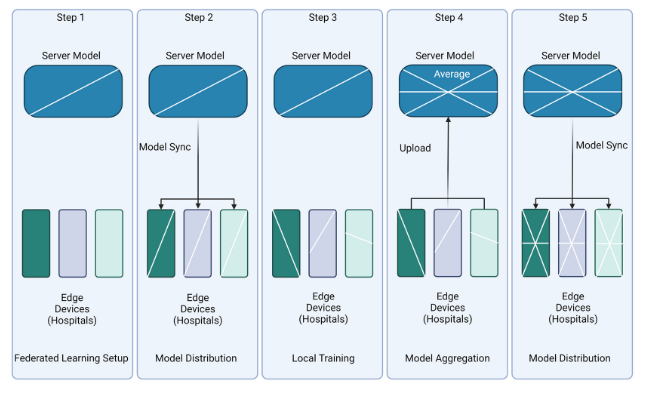 Step 1
Server Model
Edge
Devices
(Hospitals)
Federated Learning Setup
Step 2
Server Model
Model Sync
Edge
Devices
(Hospitals)
Model Distribution
Step 3
Server Model
Edge
Devices
(Hospitals)
Local Training
Step 4
Server Model
Average
Upload
Edge
Devices
(Hospitals)
Model Aggregation
Step 5
Server Model
Model Sync
Edge
Devices
(Hospitals)
Model Distribution